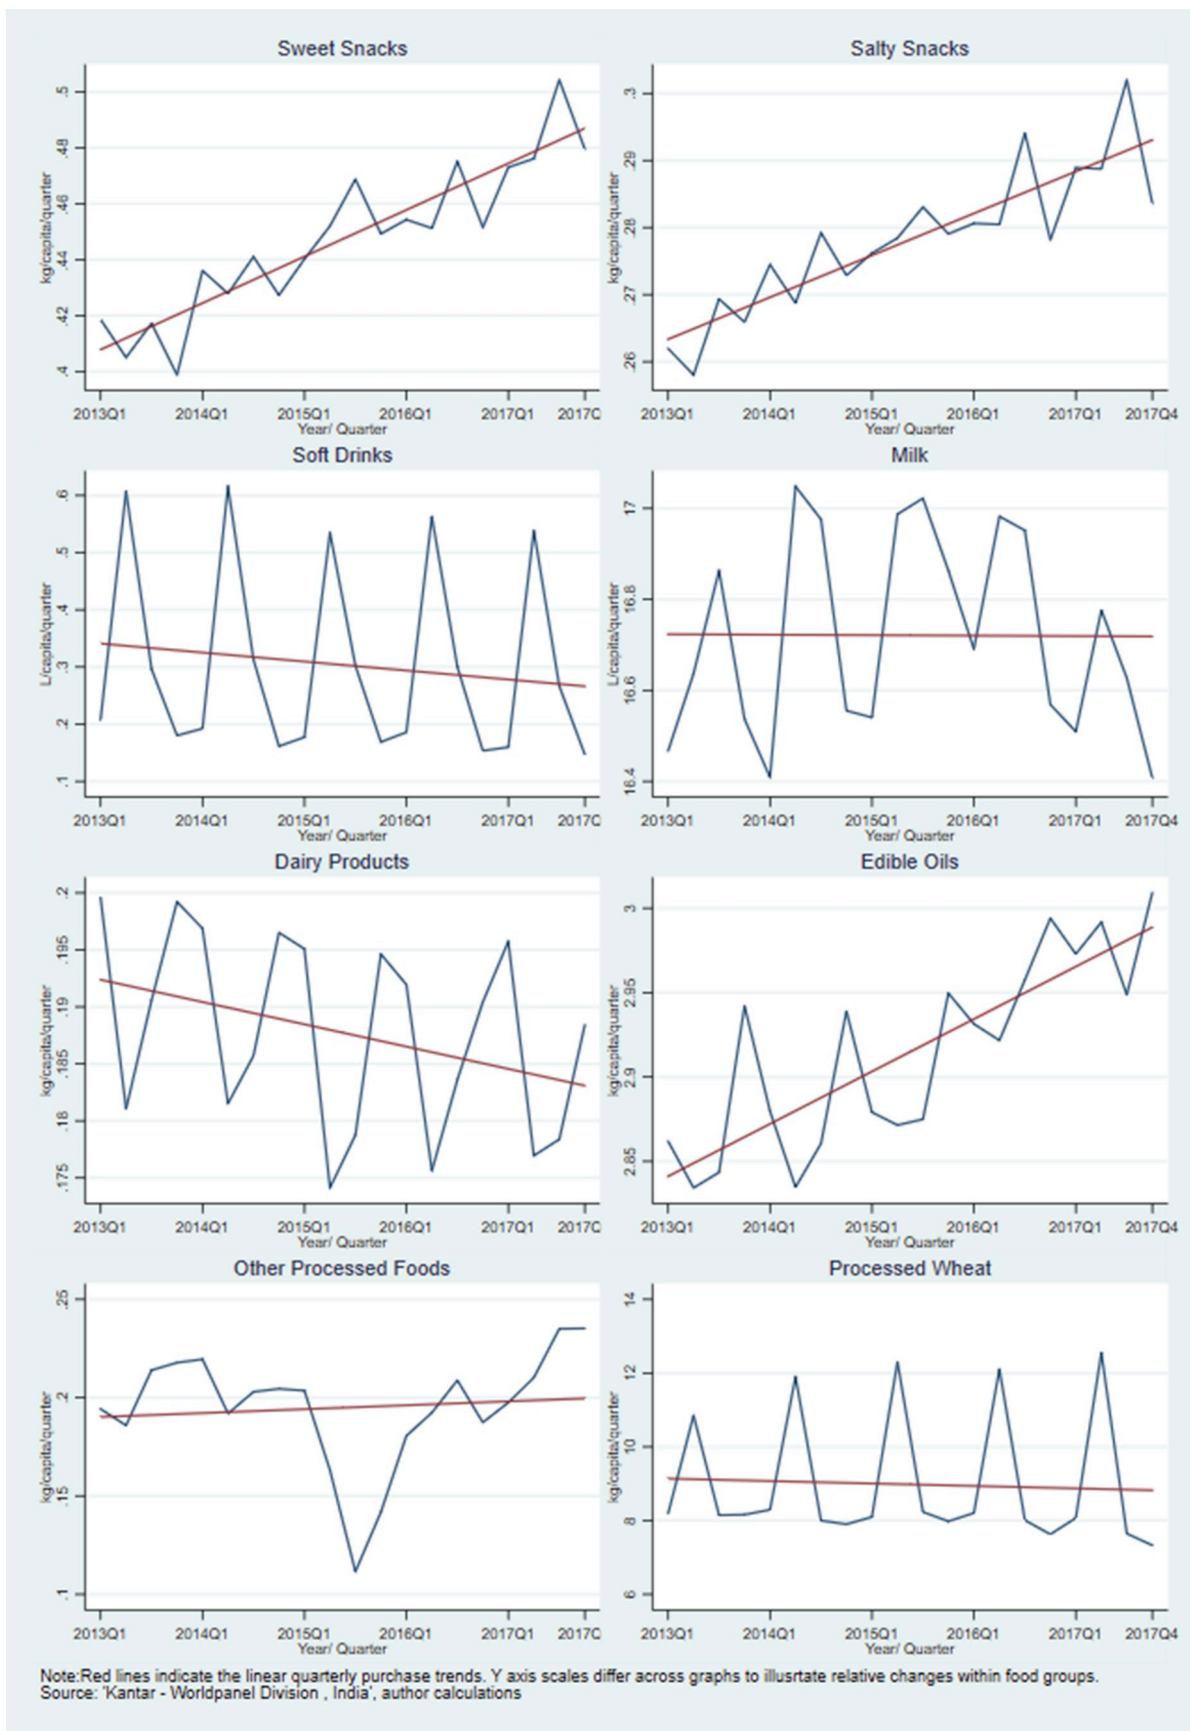 Sweet Snacks
kg/capita/quarter
.5
.48
.46
.44
.42
.4
2013Q1 2014Q1 2015Q1 2016Q1 2017Q1 2017Q
Year/ Quarter
Salty Snacks
kg/capita/quarter
.3
.29
.28
.27
.26
2013Q1 2014Q1 2015Q1 2016Q1 2017Q1 2017Q4
Year/ Quarter
Soft Drinks
L/capita/quarter
.6
.5
.4
.3
.2
.1
2013Q1 2014Q1 2015Q1 2016Q1 2017Q1 2017Q
Year/ Quarter
Milk
L/capita/quarter
17
16.8
16.6
16.4
2013Q1 2014Q1 2015Q1 2016Q1 2017Q1 2017Q4
Year/ Quarter
Dairy Products
kg/capita/quarter
.2
.195
.19
.185
.18
.175
2013Q1 2014Q1 2015Q1 2016Q1 2017Q1 2017Q
Year/ Quarter
Edible Oils
kg/capita/quarter
3
2.95
2.9
2.85
2013Q1 2014Q1 2015Q1 2016Q1 2017Q1 2017Q4
Year/ Quarter
Other Processed Foods
kg/capita/quarter
.25
.2
.15
.1
2013Q1 2014Q1 2015Q1 2016Q1 2017Q1 2017Q
Year/ Quarter
Processed Wheat
kg/capita/quarter
14
12
10
8
6
2013Q1 2014Q1 2015Q1 2016Q1 2017Q1 2017Q4
Year/ Quarter
Note:Red lines indicate the linear quarterly purchase trends. Y axis scales differ across graphs to illusrtate relative changes within food groups.
Source: 'Kantar - Worldpanel Division , India', author calculations